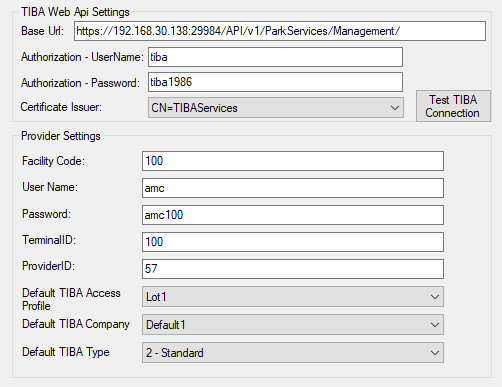 TIBA Web Api Settings
Base Url: https://192.168.30.138:29984/API/v1/ParkServices/Management/
Authorization - UserName: tiba
Authorization - Password: tiba1986
Certificate Issuer: CN=TIBAServices
Test TIBA
Connection
Provider Settings
Facility Code: 100
User Name: amc
Password: amc100
TerminalID: 100
ProviderID: 57
Default TIBA Access
Profile
Lot1
Default TIBA Company Default1
Default TIBA Type 2 - Standard